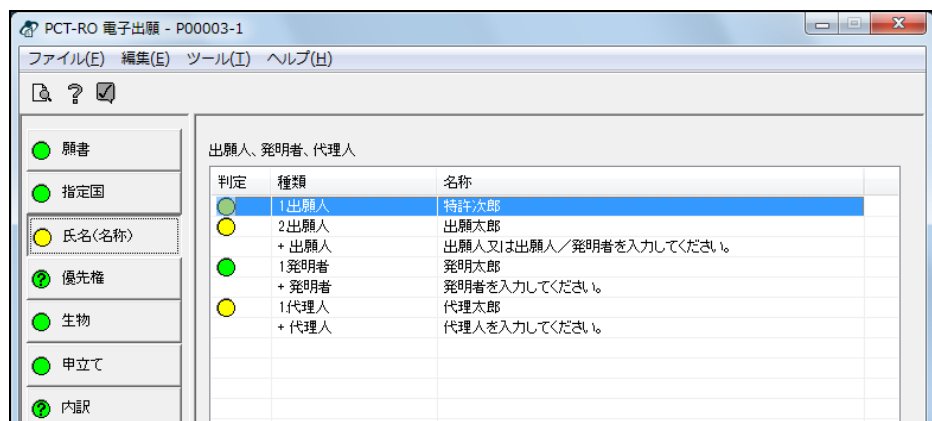 PCT-RO 電子出願 - P00003-1
ファイル(F) 編集(E) ツール(T) ヘルプ(H)
願書
指定国
氏名(名称)
優先権
生物
申立て
内訳
出願人、発明者、代理人
判定 種類 名称
1出願人 特許次郎
2出願人 出願太郎
+ 出願人 出願人又は出願人／発明者を入力してください。
1発明者 発明太郎
+ 発明者 発明者を入力してください。
1代理人 代理太郎
+ 代理人 代理人を入力してください。